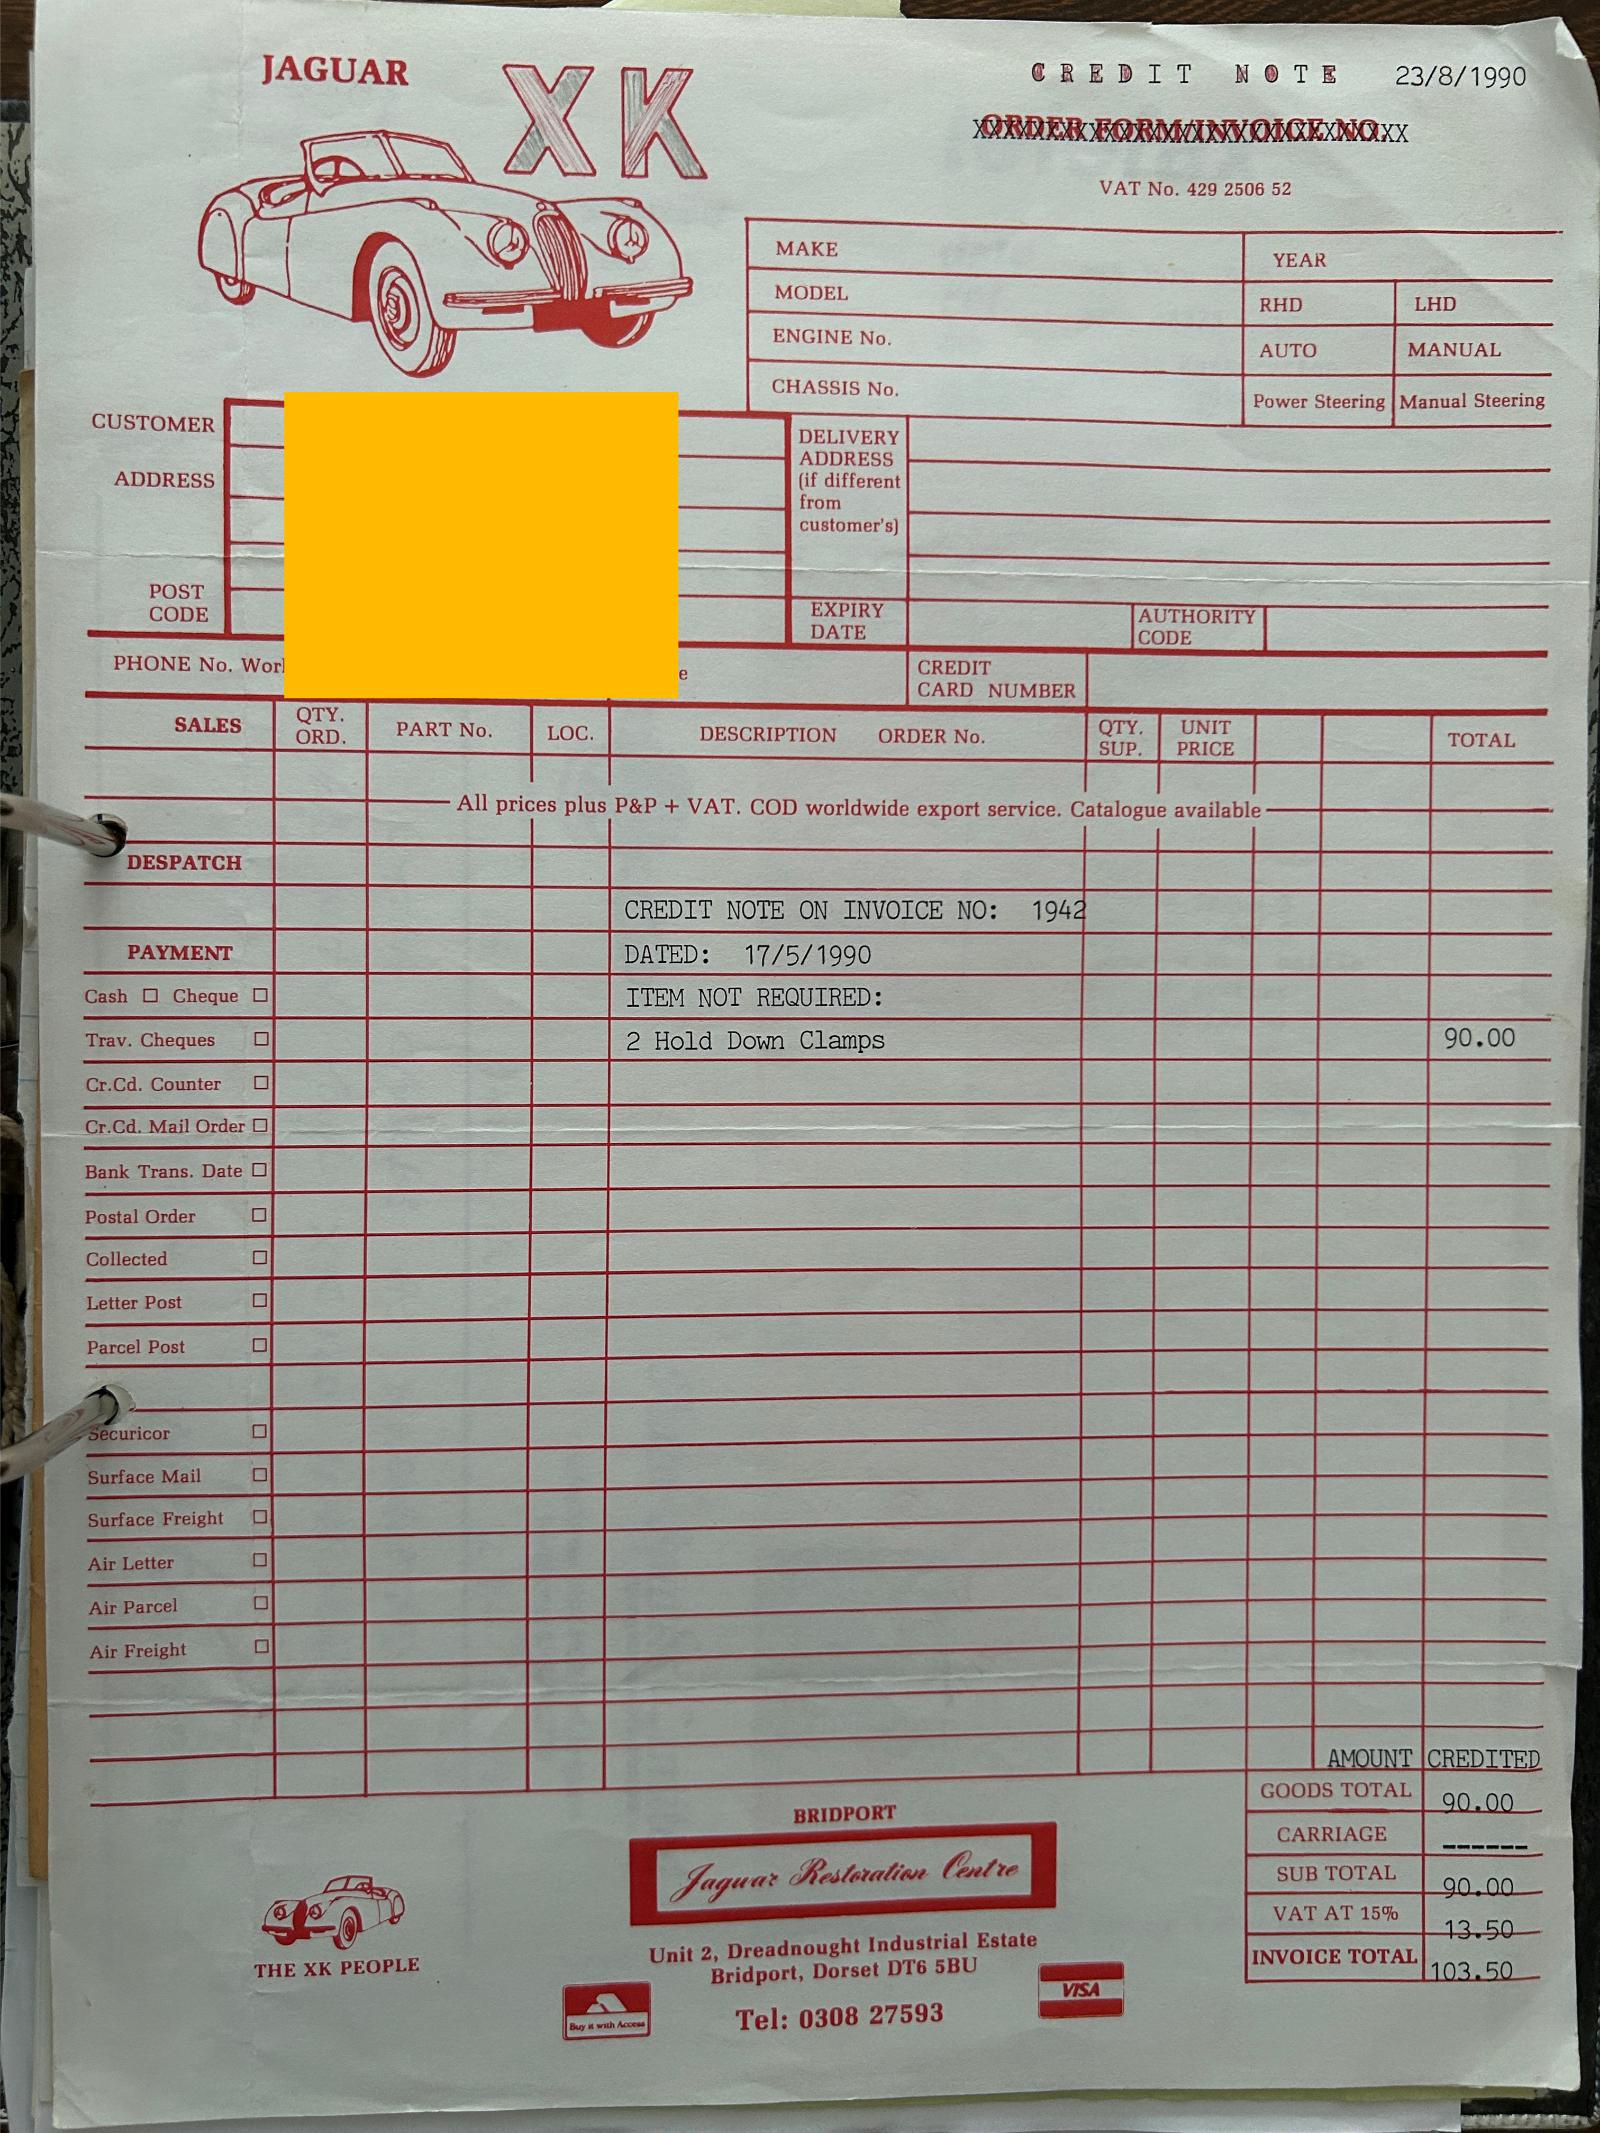 JAGUAR XK
CREDIT NOTE 23/8/1990
ORDER FORM/INVOICE NO.
VAT No. 429 2506 52
MAKE YEAR
MODEL RHD LHD
ENGINE No. AUTO MANUAL
CHASSIS No. Power Steering Manual Steering
CUSTOMER
ADDRESS
POST
CODE
DELIVERY
ADDRESS
(if different
from
customer's)
EXPIRY
DATE
AUTHORITY
CODE
PHONE No.
CREDIT
CARD NUMBER
SALES QTY. ORD. PART No. LOC. DESCRIPTION ORDER No. QTY. SUP. UNIT PRICE TOTAL
All prices plus P&P + VAT. COD worldwide export service. Catalogue available
DESPATCH
CREDIT NOTE ON INVOICE NO: 1942
PAYMENT DATED: 17/5/1990
Cash Cheque ITEM NOT REQUIRED:
Trav. Cheques 2 Hold Down Clamps 90.00
Cr.Cd. Counter
Cr.Cd. Mail Order
Bank Trans. Date
Postal Order
Collected
Letter Post
Parcel Post
Securicor
Surface Mail
Surface Freight
Air Letter
Air Parcel
Air Freight
AMOUNT CREDITED
GOODS TOTAL 90.00
CARRIAGE ------
SUB TOTAL 90.00
VAT AT 15% 13.50
INVOICE TOTAL 103.50
BRIDPORT
Jaguar Restoration Centre
Unit 2, Dreadnought Industrial Estate
Bridport, Dorset DT6 5BU
Tel: 0308 27593
THE XK PEOPLE
Buy it with Access
VISA